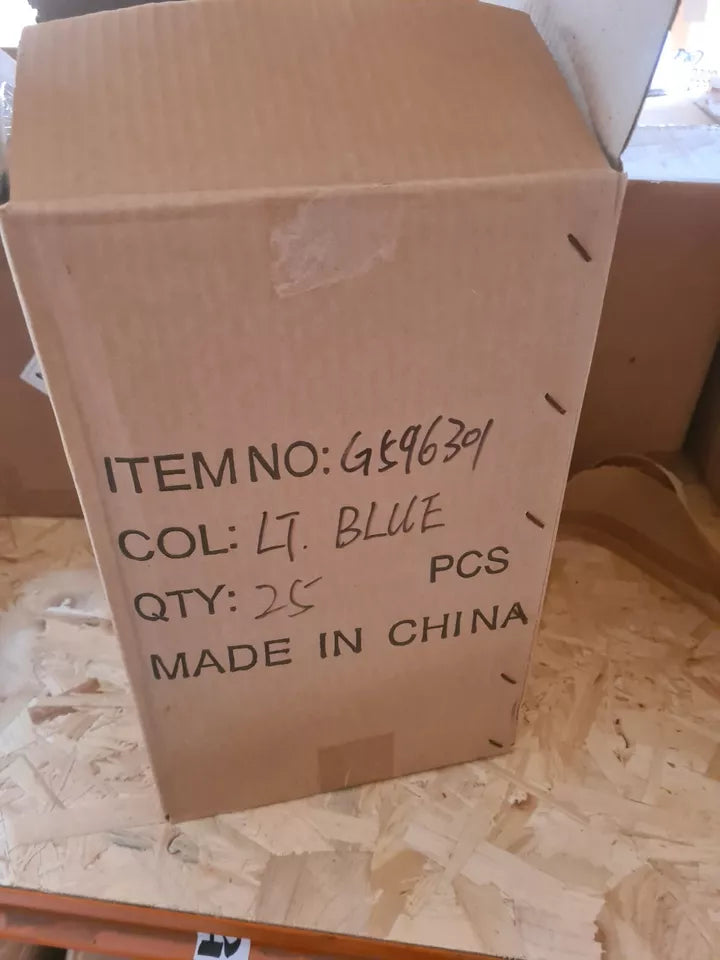 ITEM NO: G596301
COL: LT. BLUE
QTY: 25 PCS
MADE IN CHINA